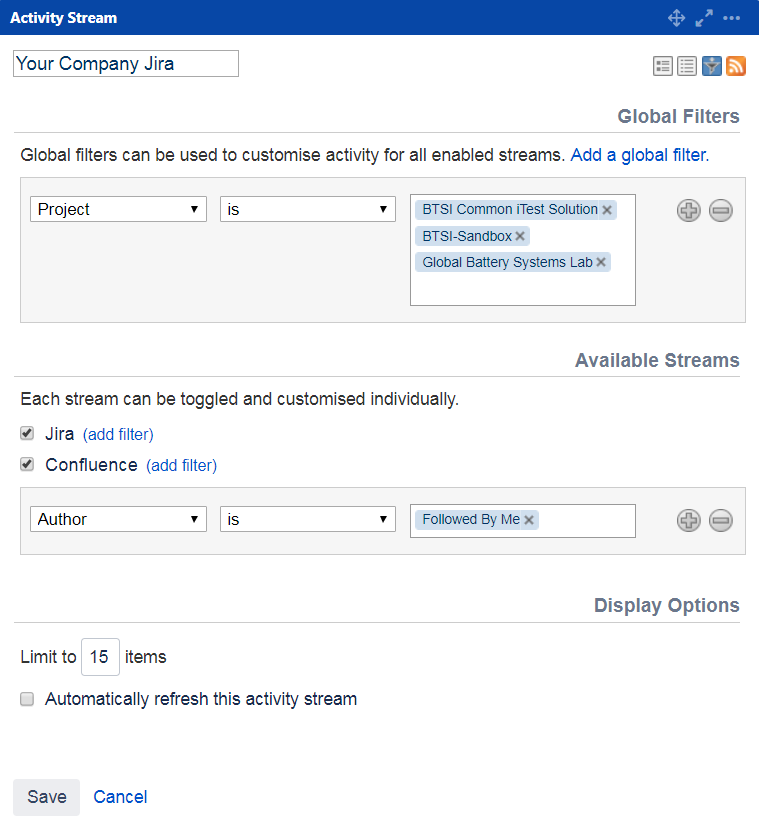 Activity Stream
Your Company Jira
Global Filters
Global filters can be used to customise activity for all enabled streams. Add a global filter.
Project is BTSI Common iTest Solution
BTSI-Sandbox
Global Battery Systems Lab
Available Streams
Each stream can be toggled and customised individually.
Jira (add filter)
Confluence (add filter)
Author is Followed By Me
Display Options
Limit to 15 items
Automatically refresh this activity stream
Save Cancel